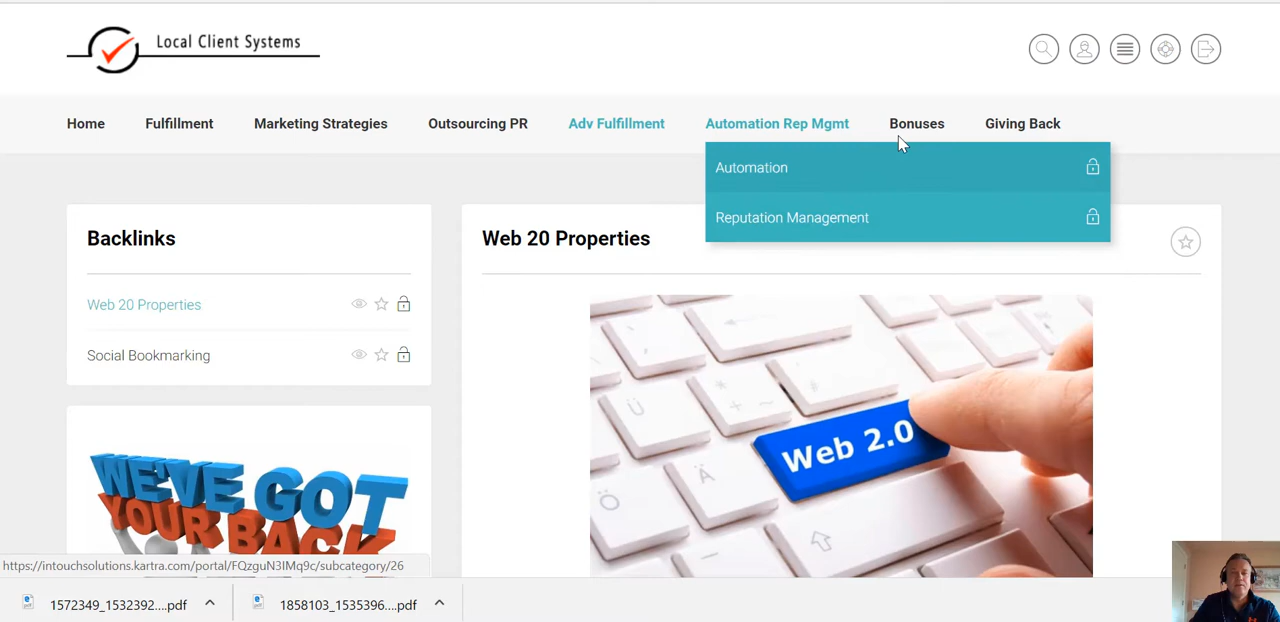 Local Client Systems
Home
Fulfillment
Marketing Strategies
Outsourcing PR
Adv Fulfillment
Automation Rep Mgmt
Bonuses
Giving Back
Automation
Reputation Management
Backlinks
Web 20 Properties
Social Bookmarking
WE'VE GOT
YOUR BACK
Web 20 Properties
Ü
Ä
Ö
Web 2.0
https://intouchsolutions.kartra.com/portal/FQzguN3IMq9c/subcategory/26
1572349_1532392....pdf
1858103_1535396....pdf